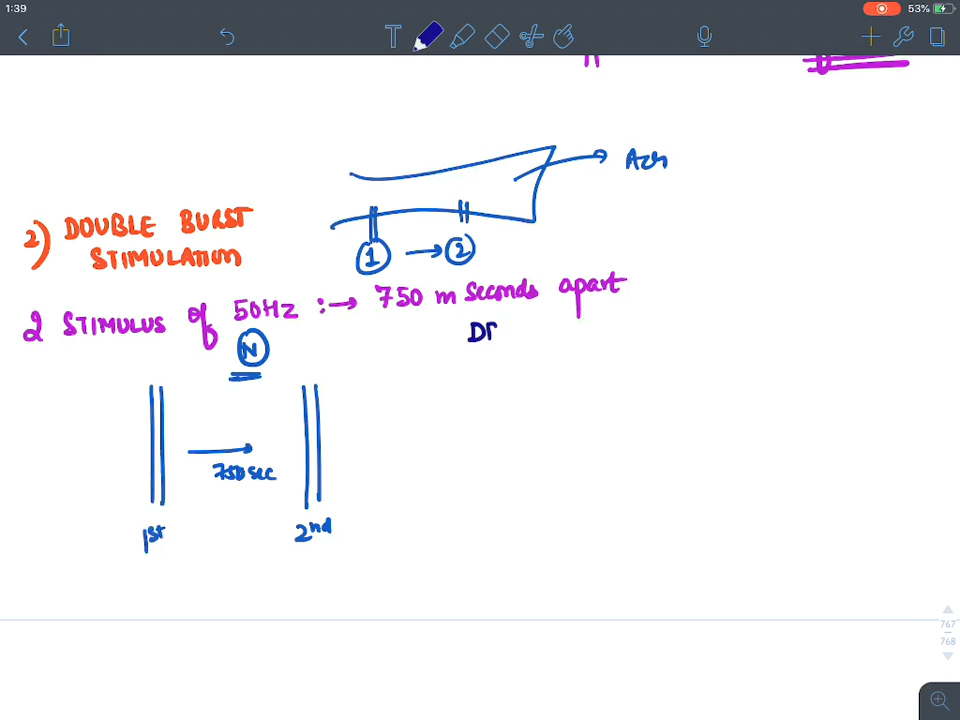 1:39
53%
T
Ach
2) DOUBLE BURST
STIMULATION
1 → 2
2 STIMULUS of 50Hz :→ 750 m seconds apart
N
DR
750 sec
1st
2nd
767
768